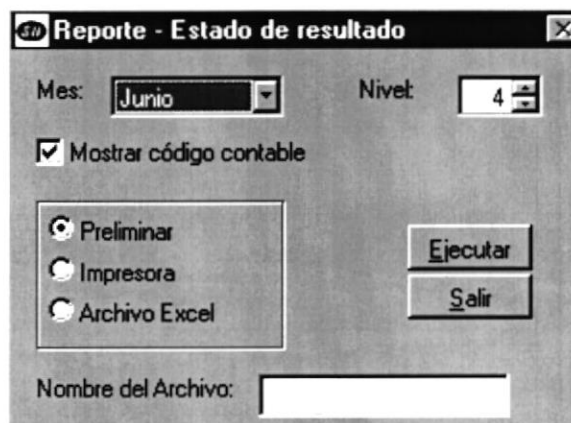 Reporte - Estado de resultado
Mes: Junio Nivel: 4
Mostrar código contable
Preliminar
Impresora
Archivo Excel
Ejecutar
Salir
Nombre del Archivo: